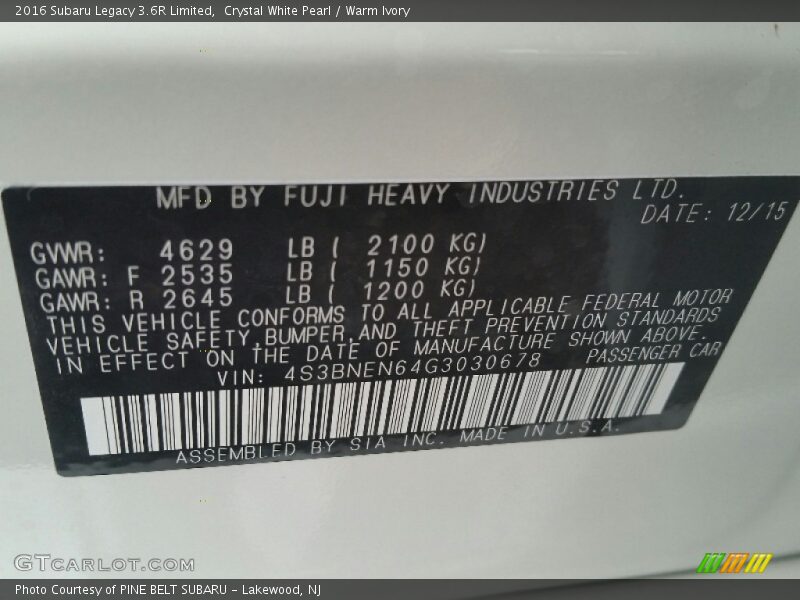 2016 Subaru Legacy 3.6R Limited,  Crystal White Pearl / Warm Ivory
MFD BY FUJI HEAVY INDUSTRIES LTD.
DATE: 12/15
GVWR: 4629 LB ( 2100 KG)
GAWR: F 2535 LB ( 1150 KG)
GAWR: R 2645 LB ( 1200 KG)
THIS VEHICLE CONFORMS TO ALL APPLICABLE FEDERAL MOTOR
VEHICLE SAFETY,BUMPER,AND THEFT PREVENTION STANDARDS
IN EFFECT ON THE DATE OF MANUFACTURE SHOWN ABOVE.
VIN: 4S3BNEN64G3030678 PASSENGER CAR
ASSEMBLED BY SIA INC. MADE IN U.S.A.
GTCARLOT.COM
Photo Courtesy of PINE BELT SUBARU - Lakewood, NJ